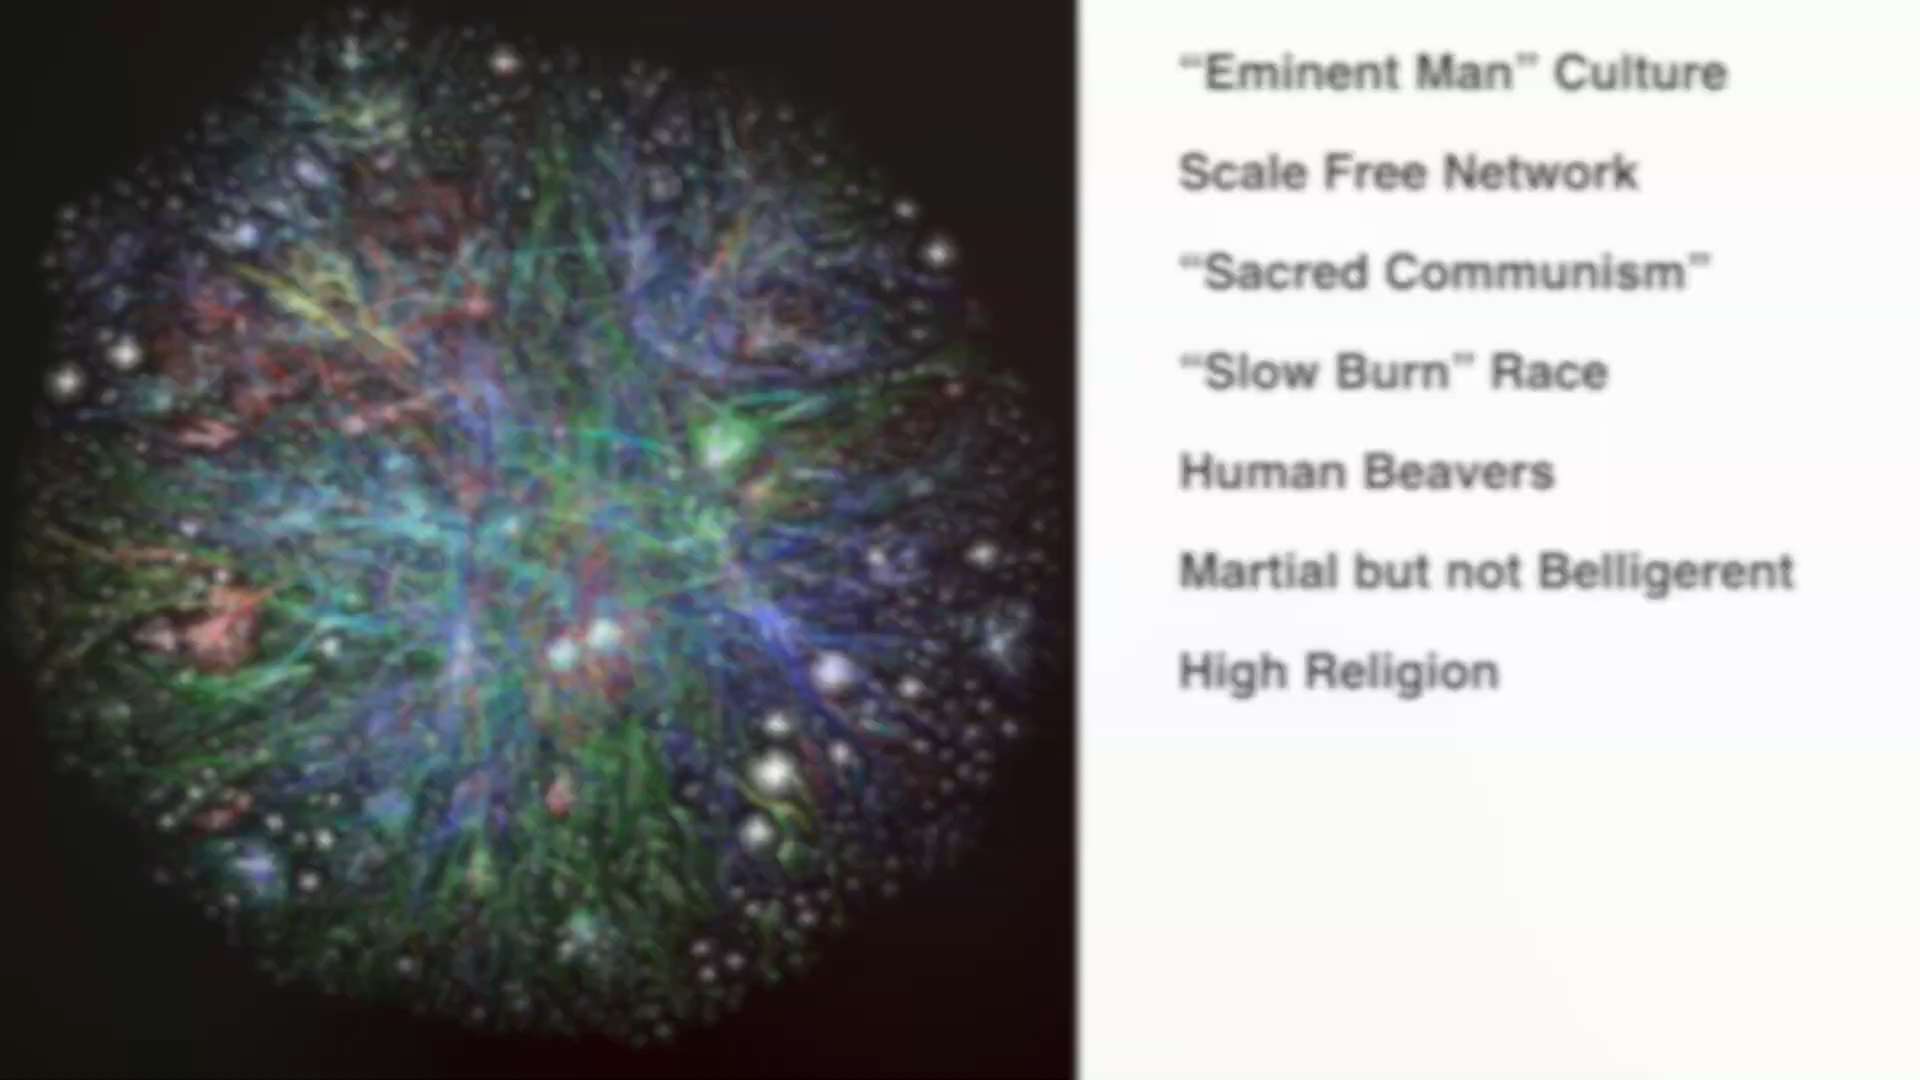 “Eminent Man” Culture
Scale Free Network
“Sacred Communism”
“Slow Burn” Race
Human Beavers
Martial but not Belligerent
High Religion